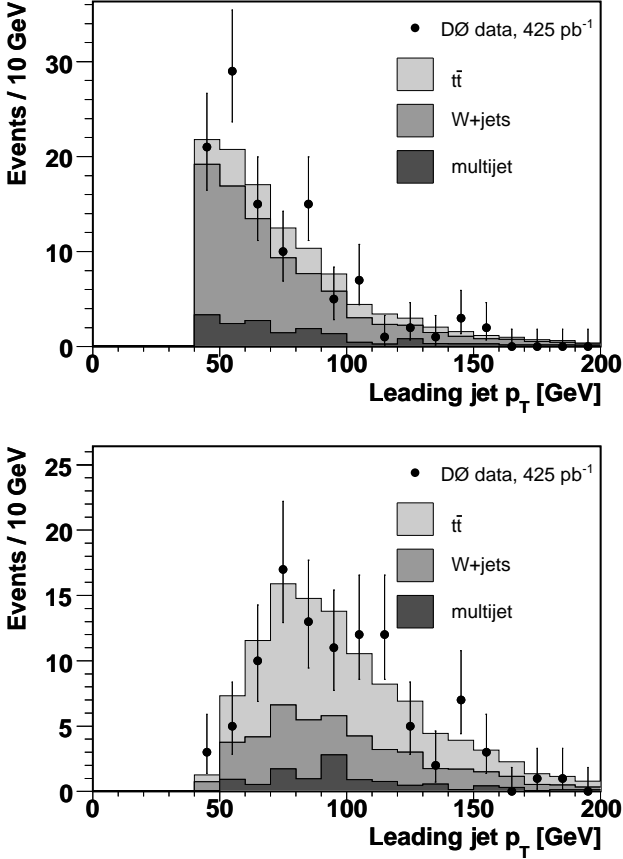 Events / 10 GeV
30
20
10
0
DØ data, 425 pb⁻¹
tt̄
W+jets
multijet
0 50 100 150 200
Leading jet p_T [GeV]
Events / 10 GeV
25
20
15
10
5
0
DØ data, 425 pb⁻¹
tt̄
W+jets
multijet
0 50 100 150 200
Leading jet p_T [GeV]